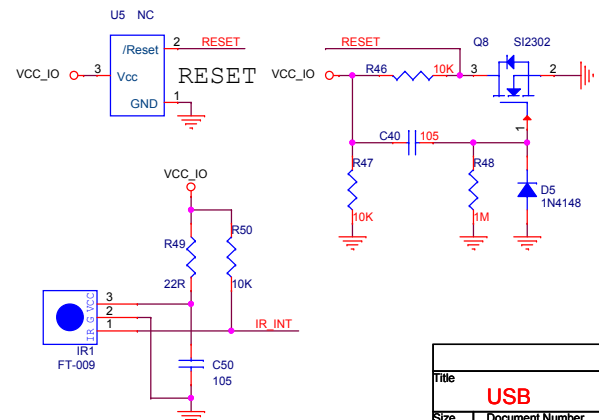 U5 NC
/Reset
2
RESET
VCC_IO
3
Vcc
RESET
GND
1
RESET
Q8 SI2302
VCC_IO
R46
10K
3
2
1
C40
105
R47
10K
R48
1M
D5
1N4148
VCC_IO
R49
R50
22R
10K
IR G VCC
3
2
1
IR_INT
IR1
FT-009
C50
105
Title
USB
Size
Document Number